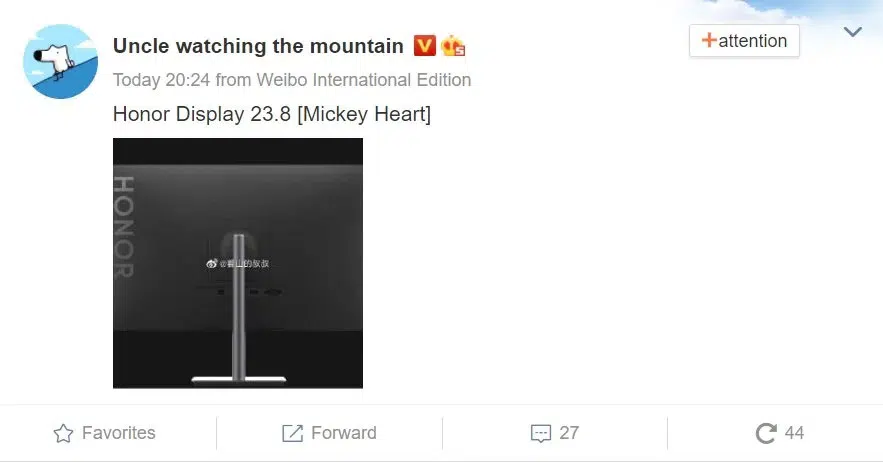 Uncle watching the mountain
+attention
Today 20:24 from Weibo International Edition
Honor Display 23.8 [Mickey Heart]
HONOR
@看山的叔叔
Favorites
Forward
27
44